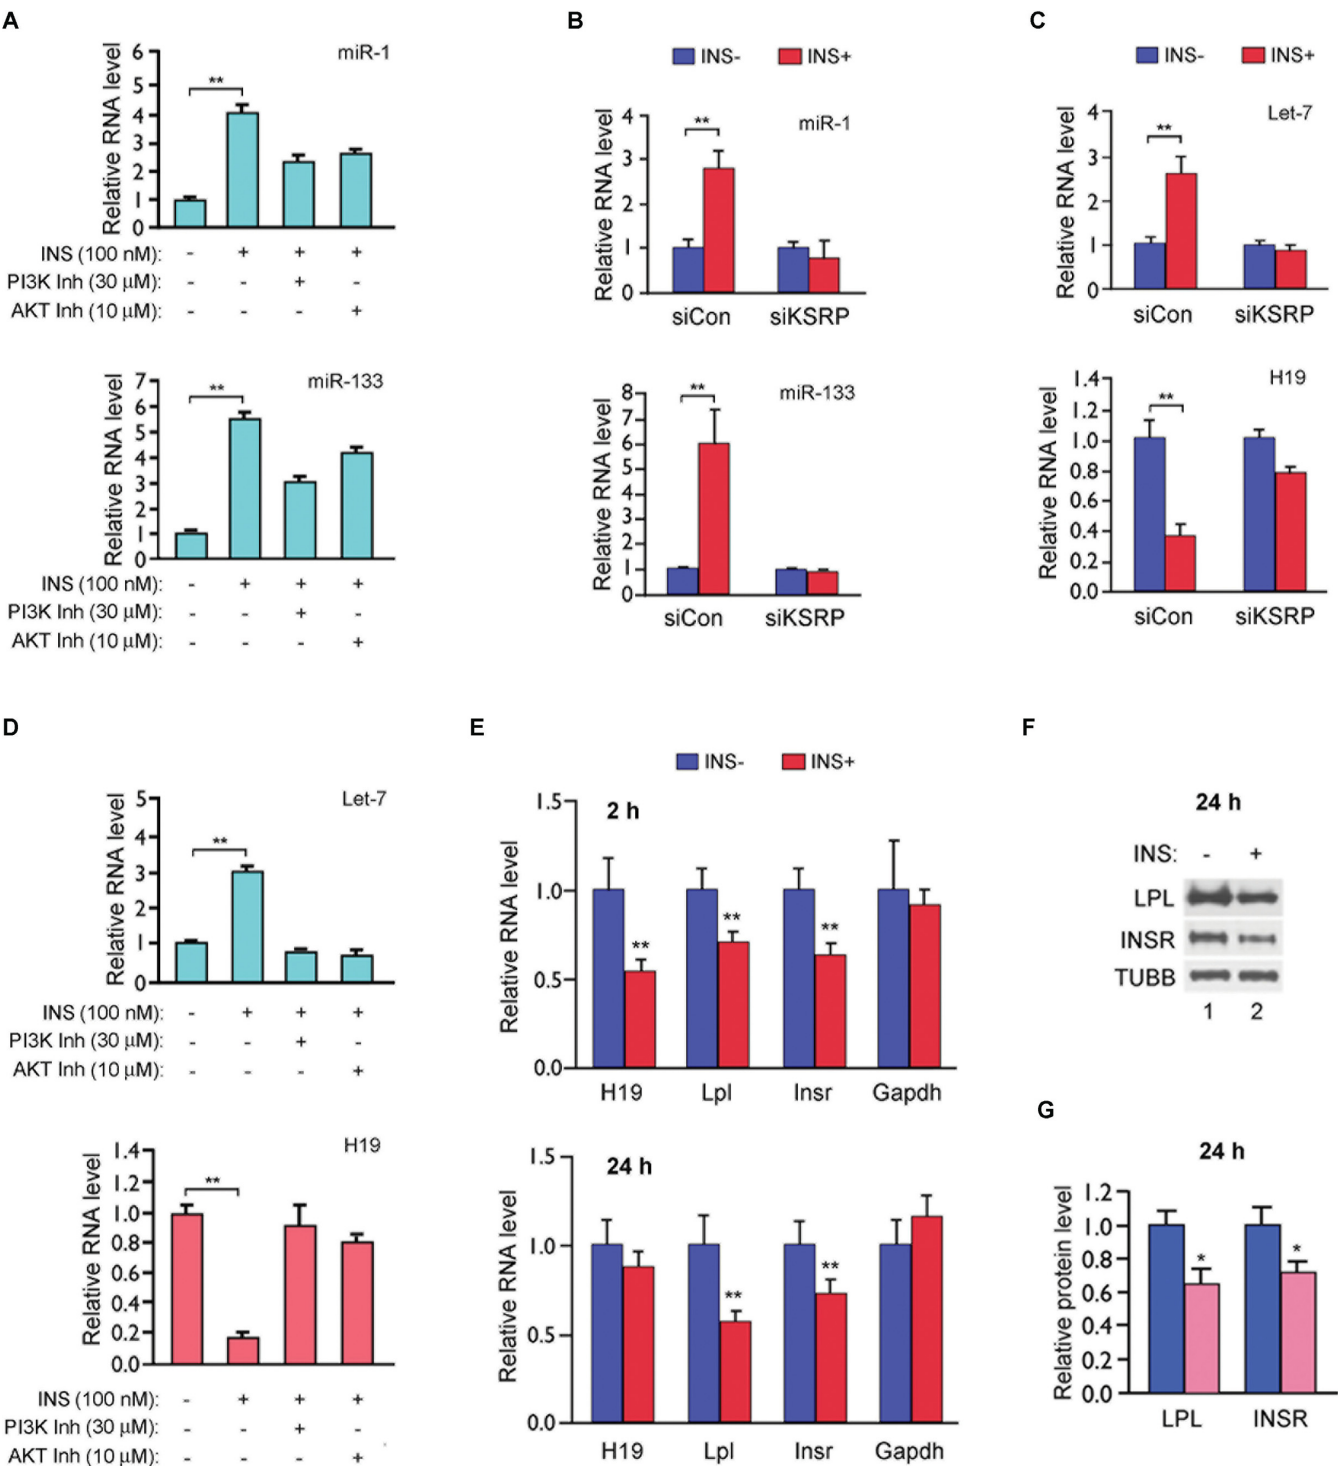 A
miR-1
Relative RNA level
6
5
4
3
2
1
0
**
INS (100 nM): - + + +
PI3K Inh (30 μM): - - + -
AKT Inh (10 μM): - - - +
miR-133
Relative RNA level
7
6
5
4
3
2
1
0
**
INS (100 nM): - + + +
PI3K Inh (30 μM): - - + -
AKT Inh (10 μM): - - - +
B
INS- INS+
miR-1
Relative RNA level
4
3
2
1
0
**
siCon siKSRP
miR-133
Relative RNA level
8
7
6
5
4
3
2
1
0
**
siCon siKSRP
C
INS- INS+
Let-7
Relative RNA level
4
3
2
1
0
**
siCon siKSRP
H19
Relative RNA level
1.4
1.2
1.0
0.8
0.6
0.4
0.2
0.0
**
siCon siKSRP
D
Let-7
Relative RNA level
5
4
3
2
1
0
**
INS (100 nM): - + + +
PI3K Inh (30 μM): - - + -
AKT Inh (10 μM): - - - +
H19
Relative RNA level
1.4
1.2
1.0
0.8
0.6
0.4
0.2
0.0
**
INS (100 nM): - + + +
PI3K Inh (30 μM): - - + -
AKT Inh (10 μM): - - - +
E
INS- INS+
2 h
Relative RNA level
1.5
1.0
0.5
0.0
** ** **
H19 Lpl Insr Gapdh
24 h
Relative RNA level
1.5
1.0
0.5
0.0
** **
H19 Lpl Insr Gapdh
F
24 h
INS: - +
LPL
INSR
TUBB
1 2
G
24 h
Relative protein level
1.2
1.0
0.8
0.6
0.4
0.2
0.0
* *
LPL INSR